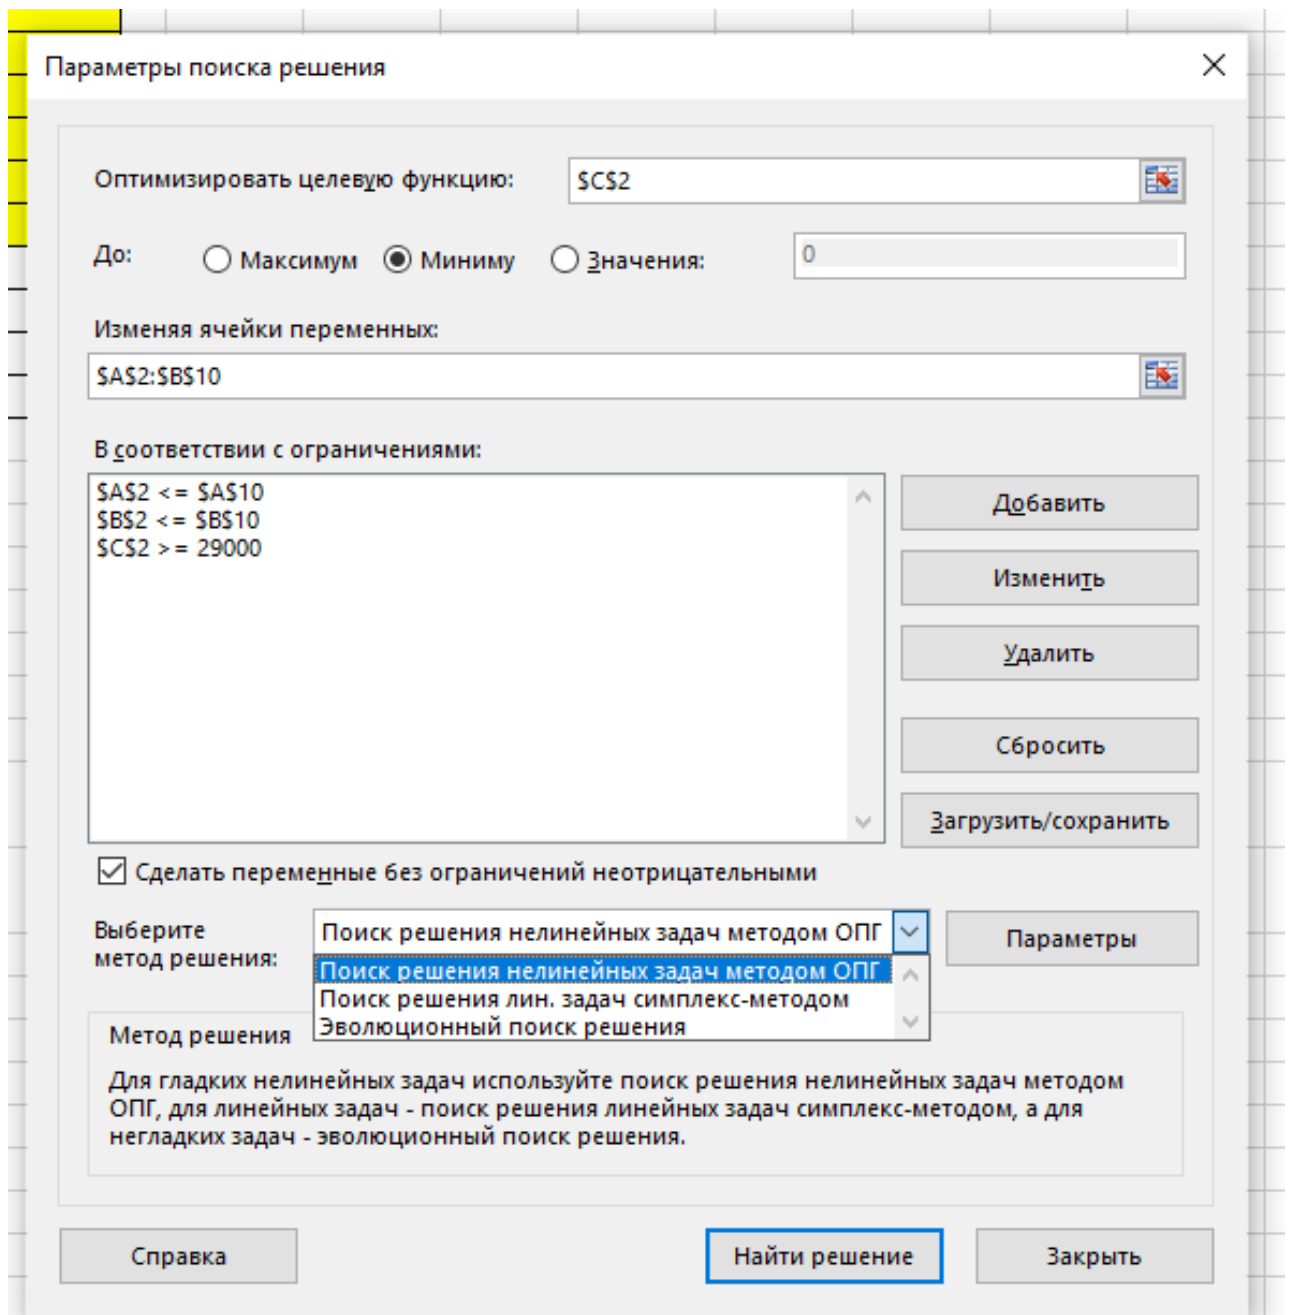 Параметры поиска решения
Оптимизировать целевую функцию:
$C$2
До:
Максимум
Миниму
Значения:
0
Изменяя ячейки переменных:
$A$2:$B$10
В соответствии с ограничениями:
$A$2 <= $A$10
$B$2 <= $B$10
$C$2 >= 29000
Добавить
Изменить
Удалить
Сбросить
Загрузить/сохранить
Сделать переменные без ограничений неотрицательными
Выберите
метод решения:
Поиск решения нелинейных задач методом ОПГ
Параметры
Поиск решения нелинейных задач методом ОПГ
Поиск решения лин. задач симплекс-методом
Эволюционный поиск решения
Метод решения
Для гладких нелинейных задач используйте поиск решения нелинейных задач методом
ОПГ, для линейных задач - поиск решения линейных задач симплекс-методом, а для
негладких задач - эволюционный поиск решения.
Справка
Найти решение
Закрыть